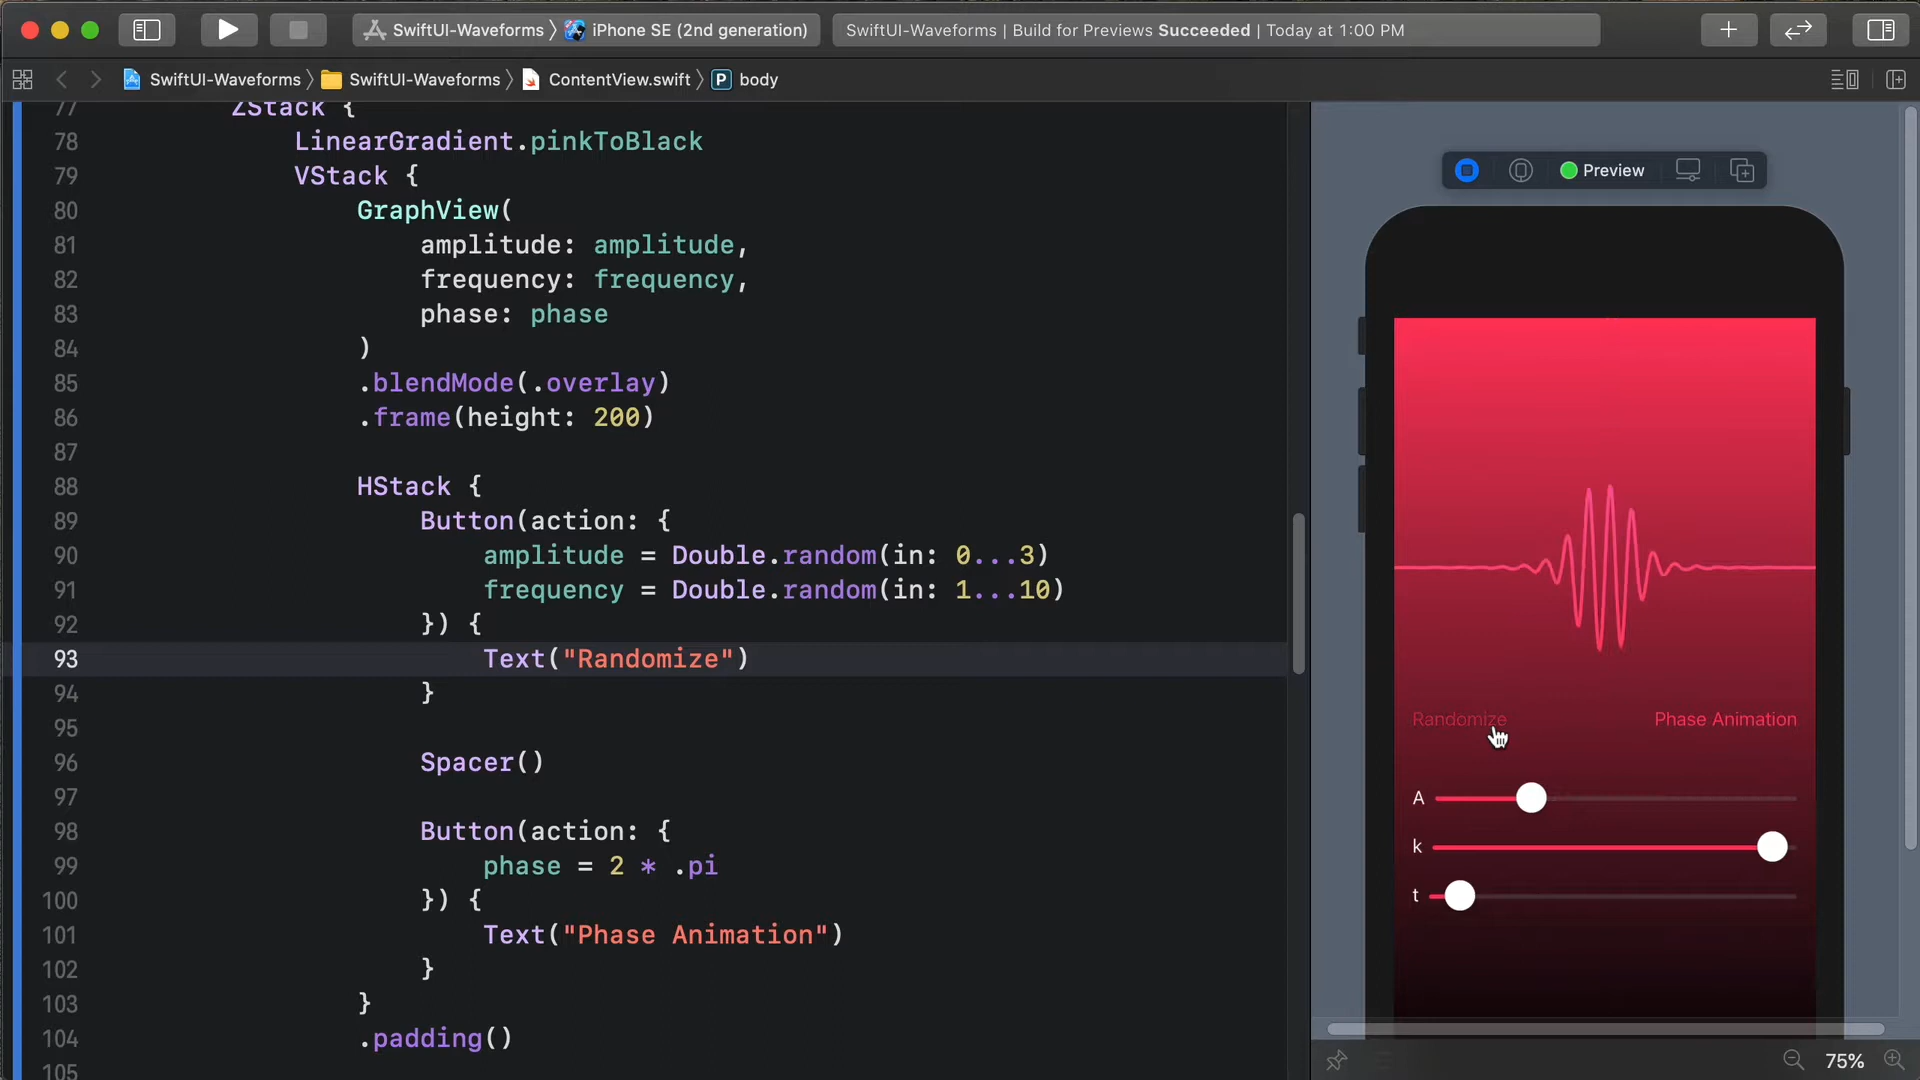 SwiftUI-Waveforms 〉 iPhone SE (2nd generation)
SwiftUI-Waveforms | Build for Previews Succeeded | Today at 1:00 PM
SwiftUI-Waveforms 〉 SwiftUI-Waveforms 〉 ContentView.swift 〉 P body
77 ZStack {
78 LinearGradient.pinkToBlack
79 VStack {
80 GraphView(
81 amplitude: amplitude,
82 frequency: frequency,
83 phase: phase
84 )
85 .blendMode(.overlay)
86 .frame(height: 200)
87
88 HStack {
89 Button(action: {
90 amplitude = Double.random(in: 0...3)
91 frequency = Double.random(in: 1...10)
92 }) {
93 Text("Randomize")
94 }
95
96 Spacer()
97
98 Button(action: {
99 phase = 2 * .pi
100 }) {
101 Text("Phase Animation")
102 }
103 }
104 .padding()
105
Preview
Randomize
Phase Animation
A
k
t
75%